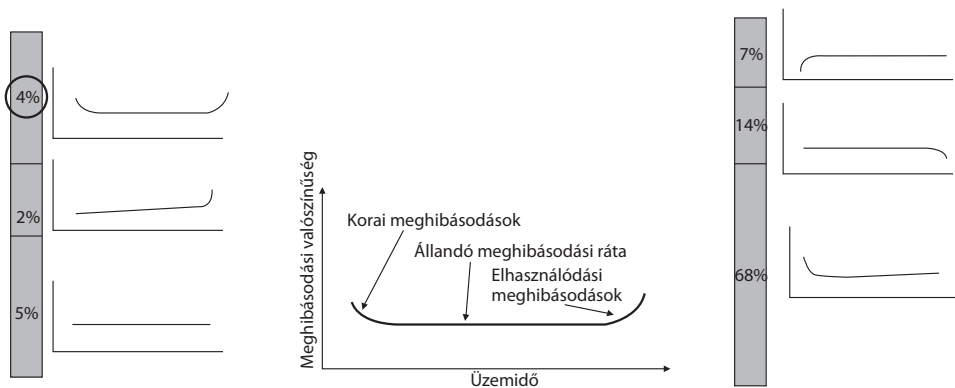 4%
2%
5%
Meghibásodási valószínűség
Korai meghibásodások
Állandó meghibásodási ráta
Elhasználódási
meghibásodások
Üzemidő
7%
14%
68%